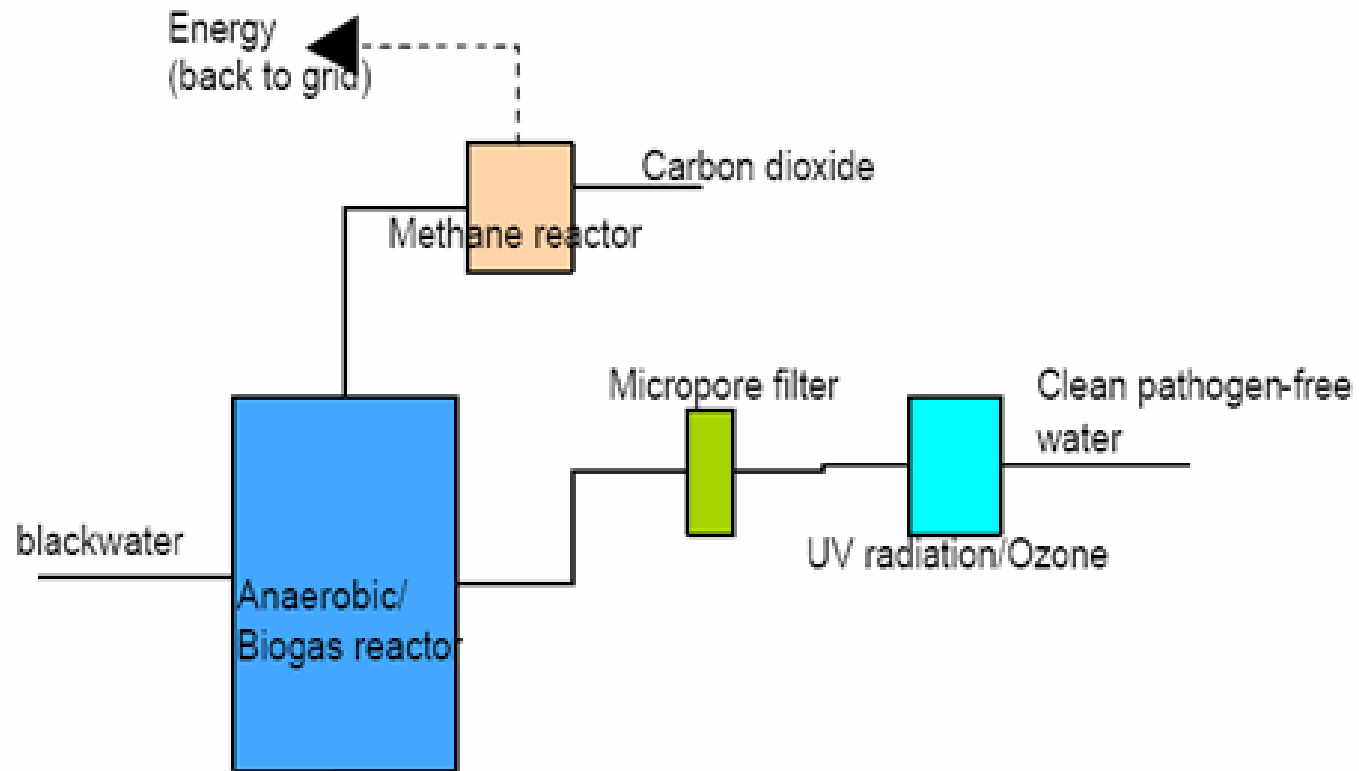 Energy
(back to grid)
Carbon dioxide
Methane reactor
Micropore filter
Clean pathogen-free
water
blackwater
UV radiation/Ozone
Anaerobic/
Biogas reactor